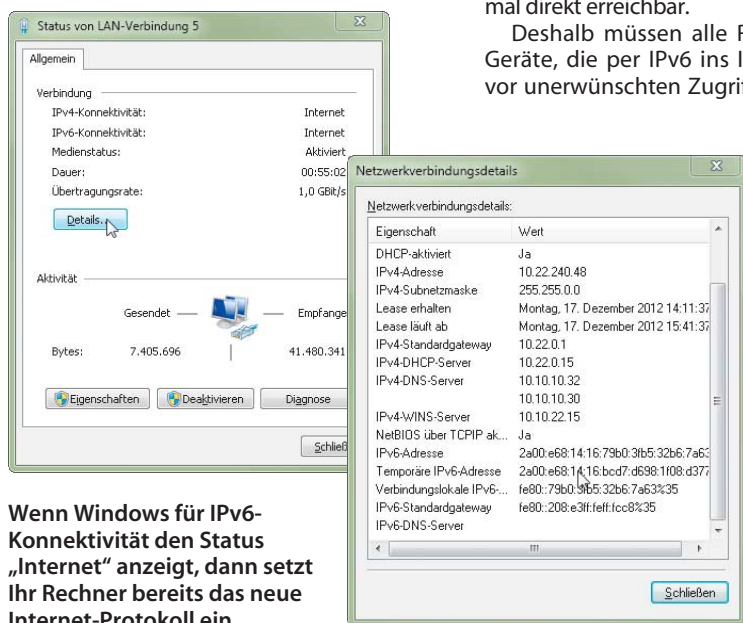 mal direkt erreichbar.
Deshalb müssen alle
Geräte, die per IPv6 ins
vor unerwünschten
Status von LAN-Verbindung 5
Allgemein
Verbindung
IPv4-Konnektivität: Internet
IPv6-Konnektivität: Internet
Medienstatus: Aktiviert
Dauer: 00:55:02
Übertragungsrate: 1,0 GBit/s
Details...
Aktivität
Gesendet — — Empfange
Bytes: 7.405.696 | 41.480.341
Eigenschaften Deaktivieren Diagnose
Schließ
Netzwerkverbindungsdetails
Netzwerkverbindungsdetails:
Eigenschaft Wert
DHCP-aktiviert Ja
IPv4-Adresse 10.22.240.48
IPv4-Subnetzmaske 255.255.0.0
Lease erhalten Montag, 17. Dezember 2012 14:11:37
Lease läuft ab Montag, 17. Dezember 2012 15:41:37
IPv4-Standardgateway 10.22.0.1
IPv4-DHCP-Server 10.22.0.15
IPv4-DNS-Server 10.10.10.32
10.10.10.30
IPv4-WINS-Server 10.10.22.15
NetBIOS über TCPIP ak... Ja
IPv6-Adresse 2a00:e68:14:16:79b0:3fb5:32b6:7a63
Temporäre IPv6-Adresse 2a00:e68:14:16:bcd7:d698:1f08:d377
Verbindungslokale IPv6-... fe80::79b0:3fb5:32b6:7a63%35
IPv6-Standardgateway fe80::208:e3ff:feff:fcc8%35
IPv6-DNS-Server
Schließen
Wenn Windows für IPv6-
Konnektivität den Status
„Internet“ anzeigt, dann setzt
Ihr Rechner bereits das neue
Internet-Protokoll ein